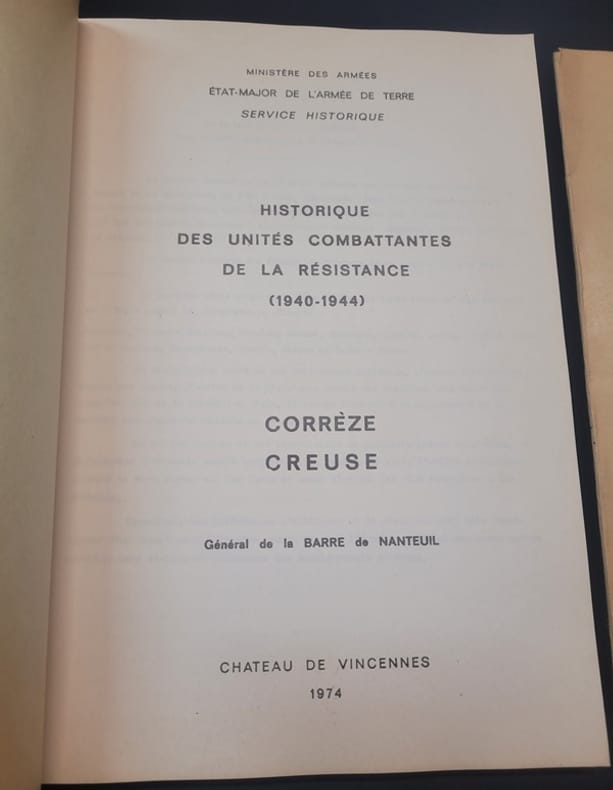 MINISTÈRE DES ARMÉES
ÉTAT-MAJOR DE L'ARMÉE DE TERRE
SERVICE HISTORIQUE
HISTORIQUE
DES UNITÉS COMBATTANTES
DE LA RÉSISTANCE
(1940-1944)
CORRÈZE
CREUSE
Général de la BARRE de NANTEUIL
CHATEAU DE VINCENNES
1974